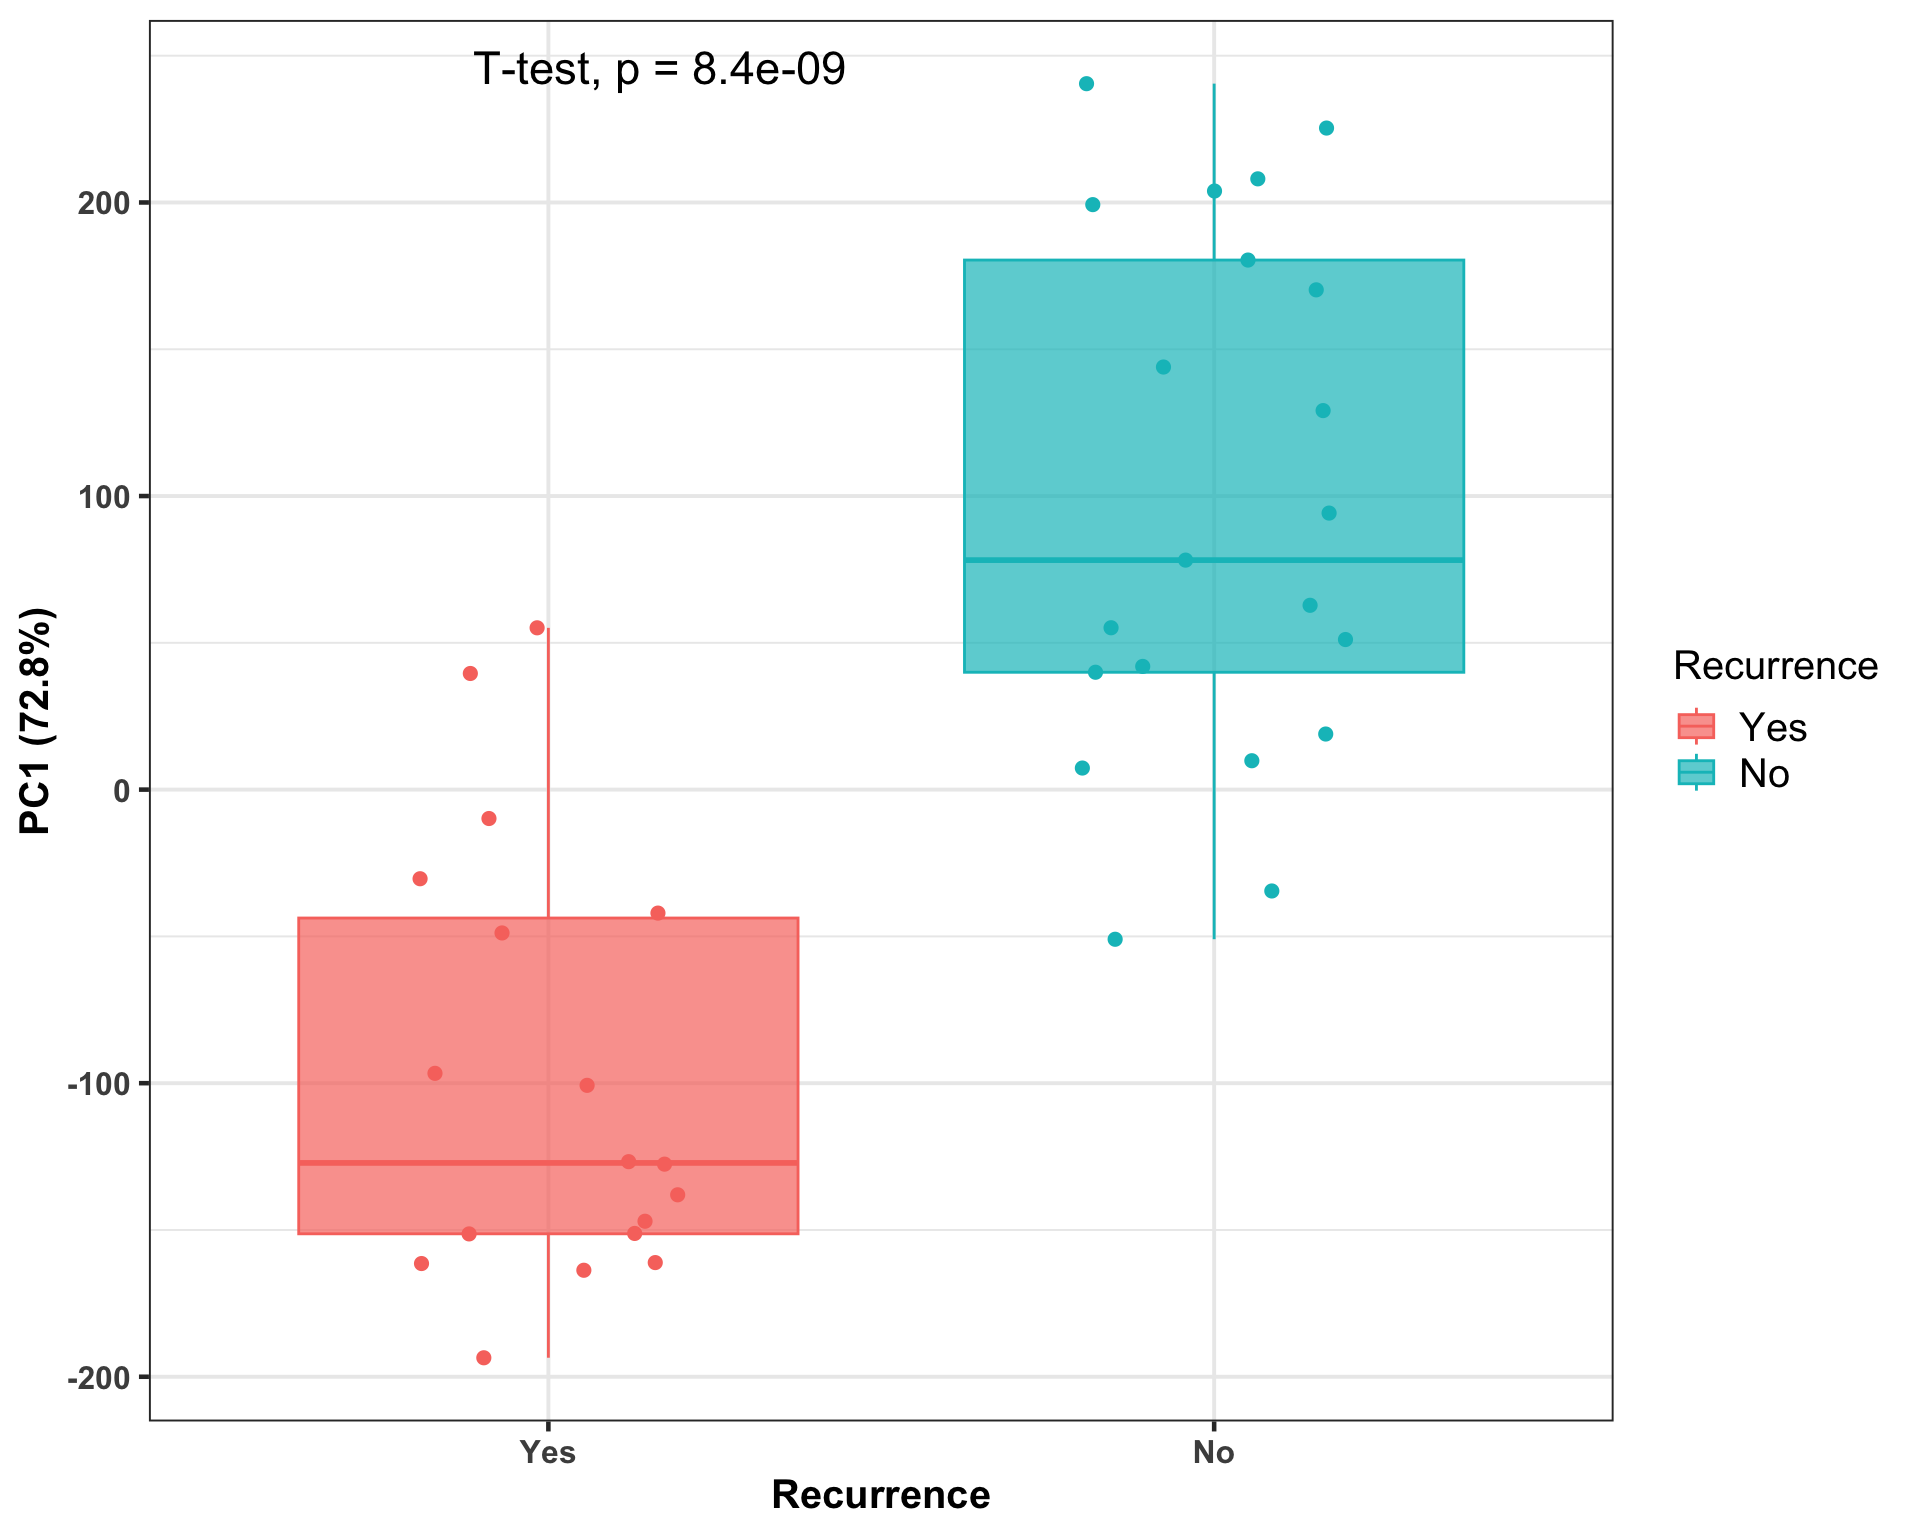 T-test, p = 8.4e-09
200
100
0
-100
-200
PC1 (72.8%)
Yes
No
Recurrence
Recurrence
Yes
No